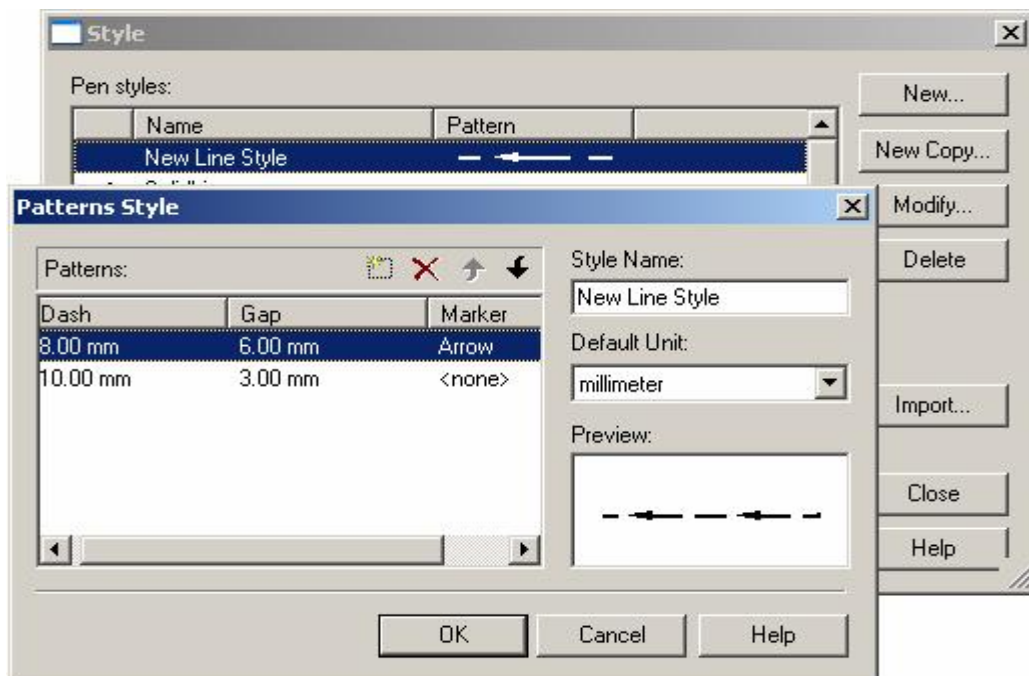 Style
Pen styles:
Name Pattern
New Line Style
New...
New Copy...
Modify...
Delete
Import...
Close
Help
Patterns Style
Patterns:
Dash Gap Marker
8.00 mm 6.00 mm Arrow
10.00 mm 3.00 mm <none>
Style Name:
New Line Style
Default Unit:
millimeter
Preview:
OK Cancel Help